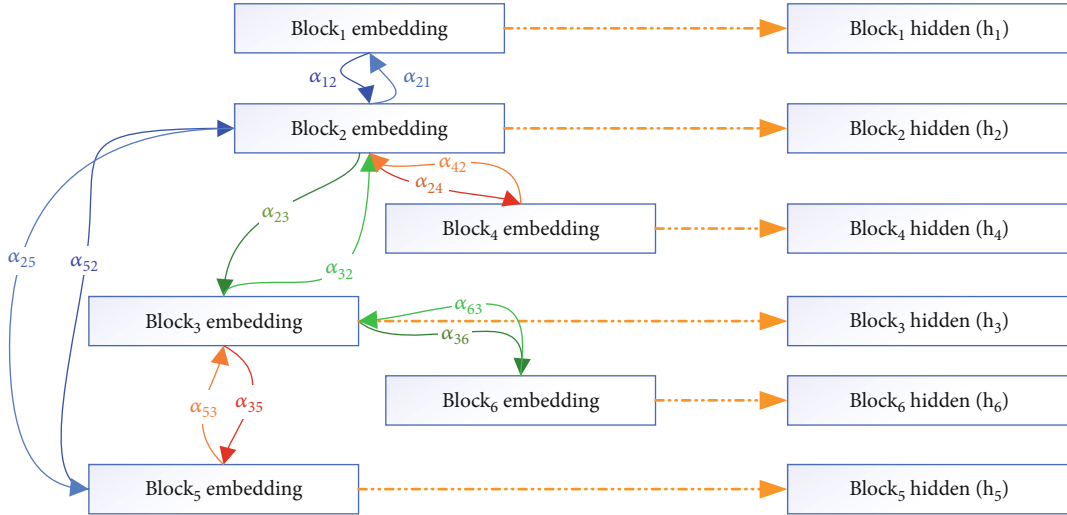 Block₁ embedding
Block₁ hidden (h₁)
α₁₂
α₂₁
Block₂ embedding
Block₂ hidden (h₂)
α₄₂
α₂₄
α₂₃
Block₄ embedding
Block₄ hidden (h₄)
α₂₅
α₅₂
α₃₂
Block₃ embedding
α₆₃
α₃₆
Block₃ hidden (h₃)
α₅₃
α₃₅
Block₆ embedding
Block₆ hidden (h₆)
Block₅ embedding
Block₅ hidden (h₅)